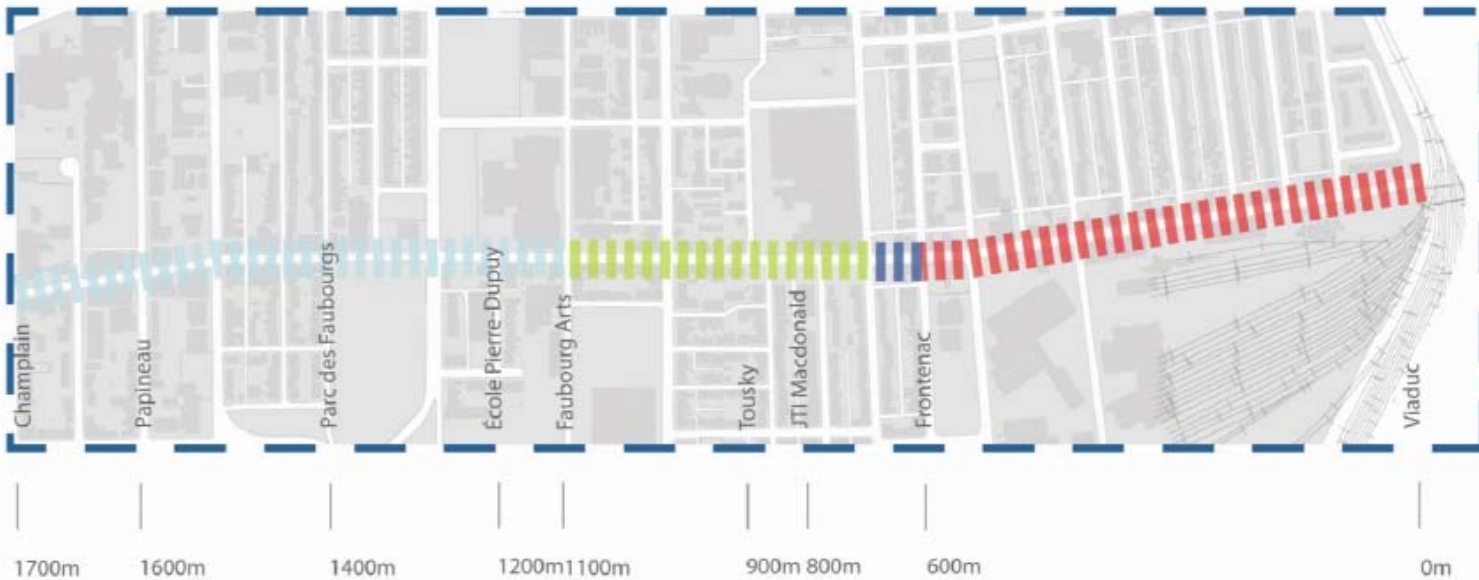 Champlain
Papineau
Parc des Faubourgs
École Pierre-Dupuy
Faubourg Arts
Tousky
JTI Macdonald
Frontenac
Viaduc
1700m 1600m 1400m 1200m 1100m 900m 800m 600m 0m